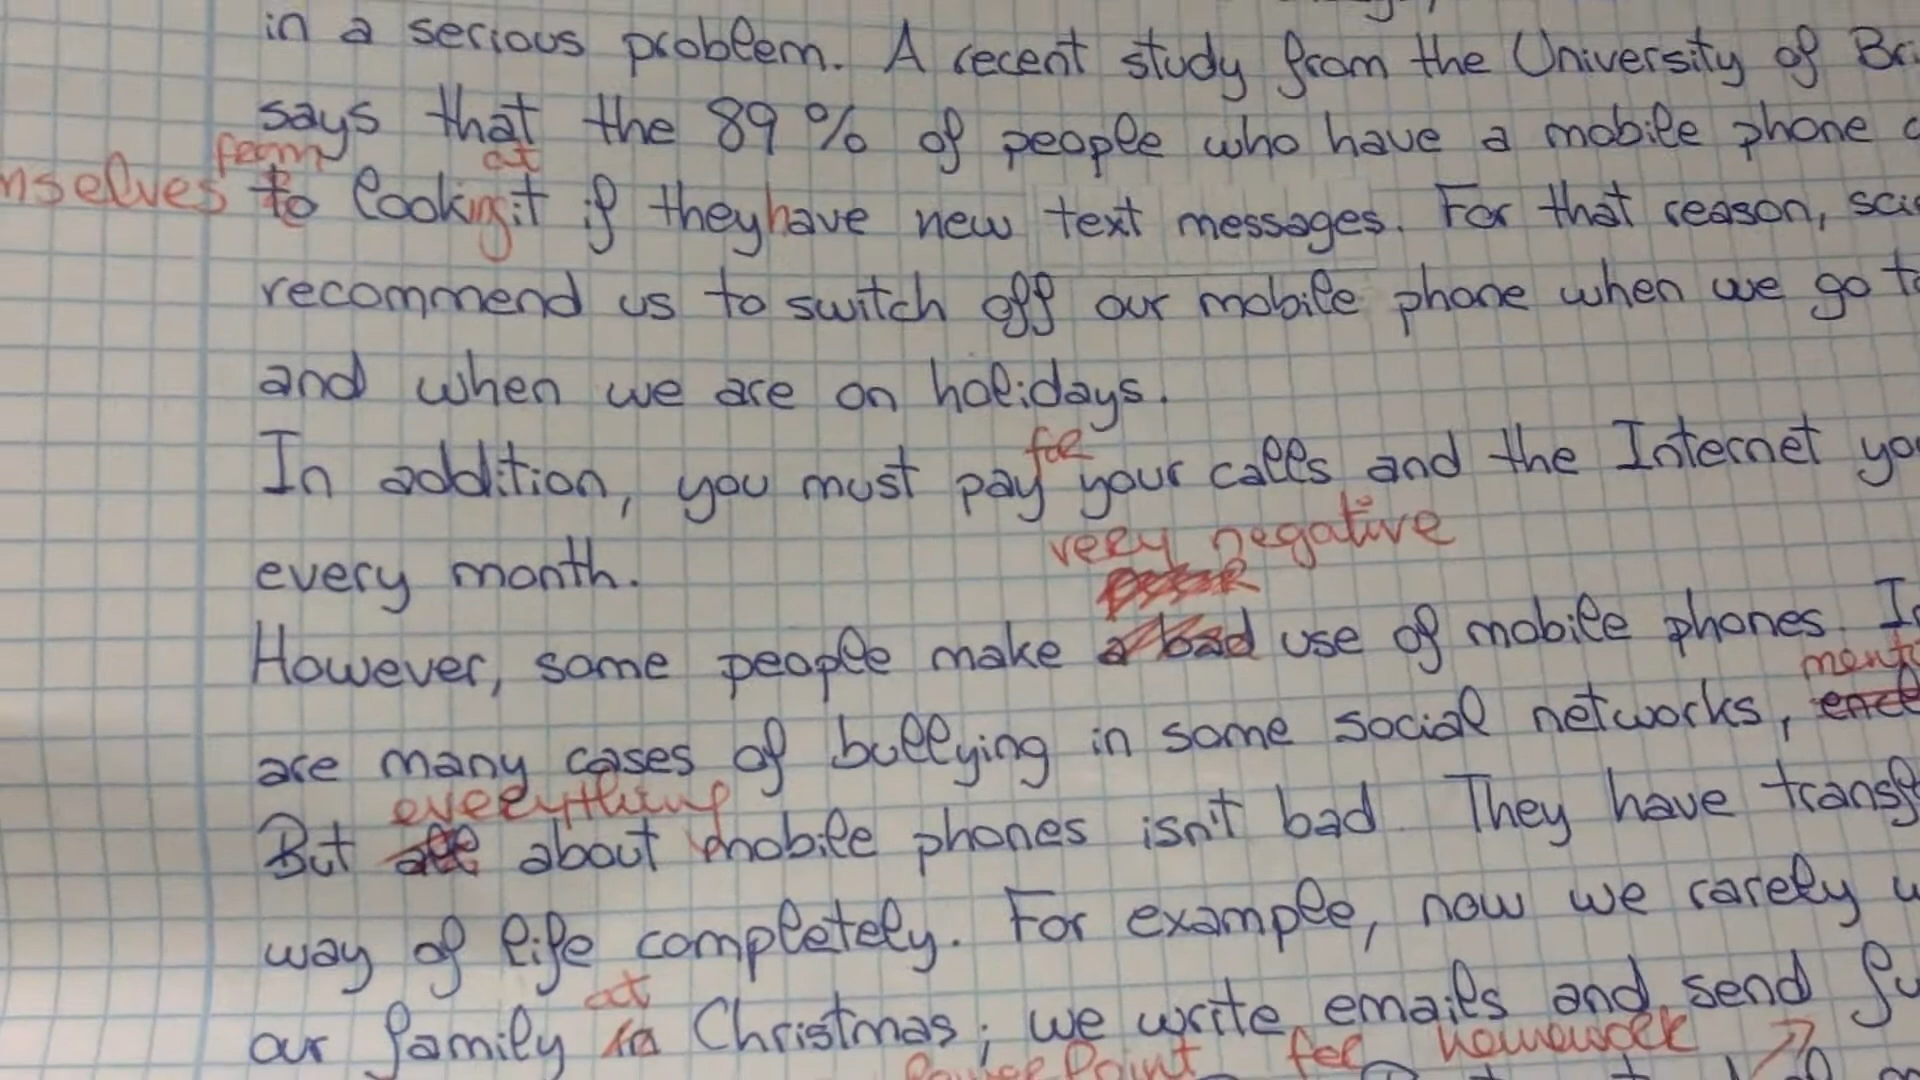 in a serious problem. A recent study from the University of
says that the 89% of people who have a mobile phone
from at
to looking it if they have new text messages. For that reason,
recommend us to switch off our mobile phone when we go to
and when we are on holidays.
for
In addition, you must pay your calls and the Internet
very negative
every month.
However, some people make a bad use of mobile phones.
are many cases of bullying in some social networks,
everything
But all about mobile phones isn't bad. They have
way of life completely. For example, now we rarely
at
our family in Christmas; we write emails and send
Power Point for homework